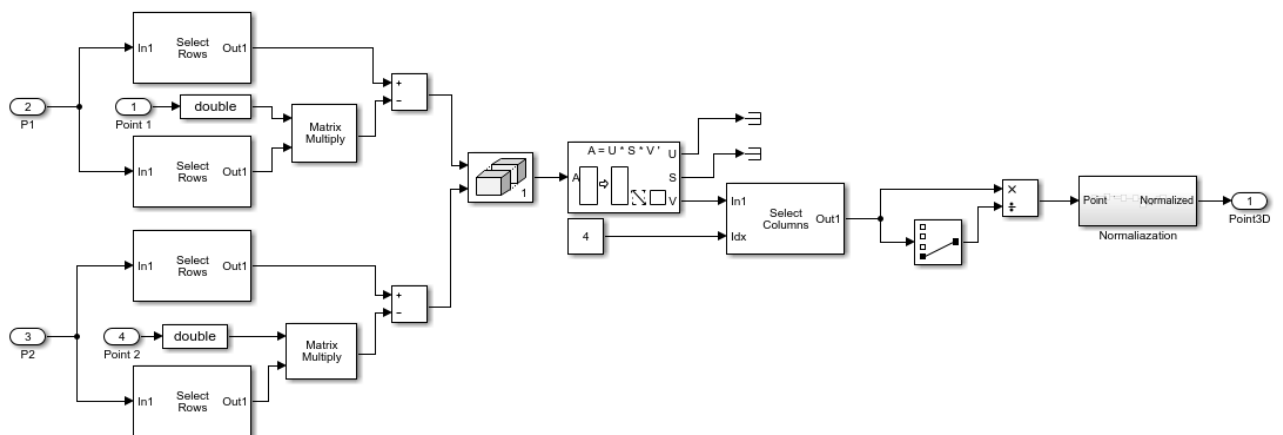 In1
Select
Rows
Out1
2
P1
1
Point 1
double
Matrix
Multiply
+
−
In1
Select
Rows
Out1
1
A = U * S * V '
A
U
S
V
4
In1
Idx
Select
Columns
Out1
×
÷
Point
Normalized
Normaliazation
1
Point3D
In1
Select
Rows
Out1
3
P2
4
Point 2
double
Matrix
Multiply
+
−
In1
Select
Rows
Out1